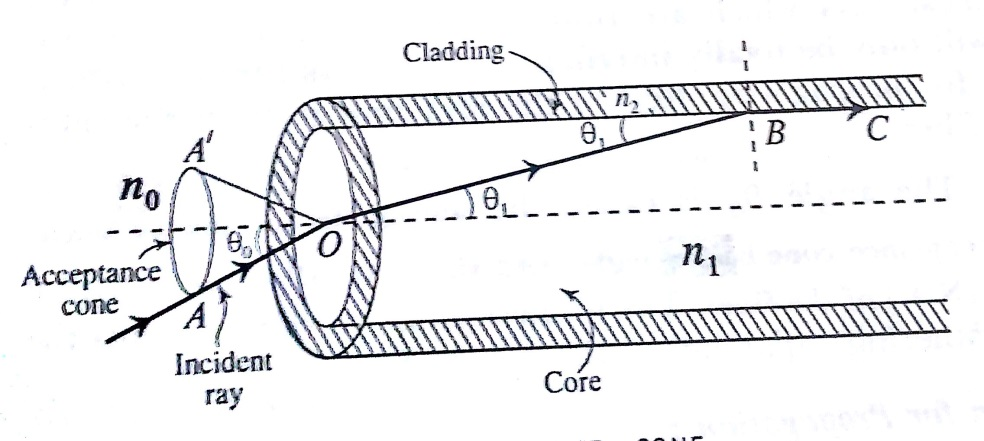 Cladding
n₂
θ₁
B
C
A'
n₀
θ₁
θ₀
O
n₁
Acceptance
cone
A
Incident
ray
Core